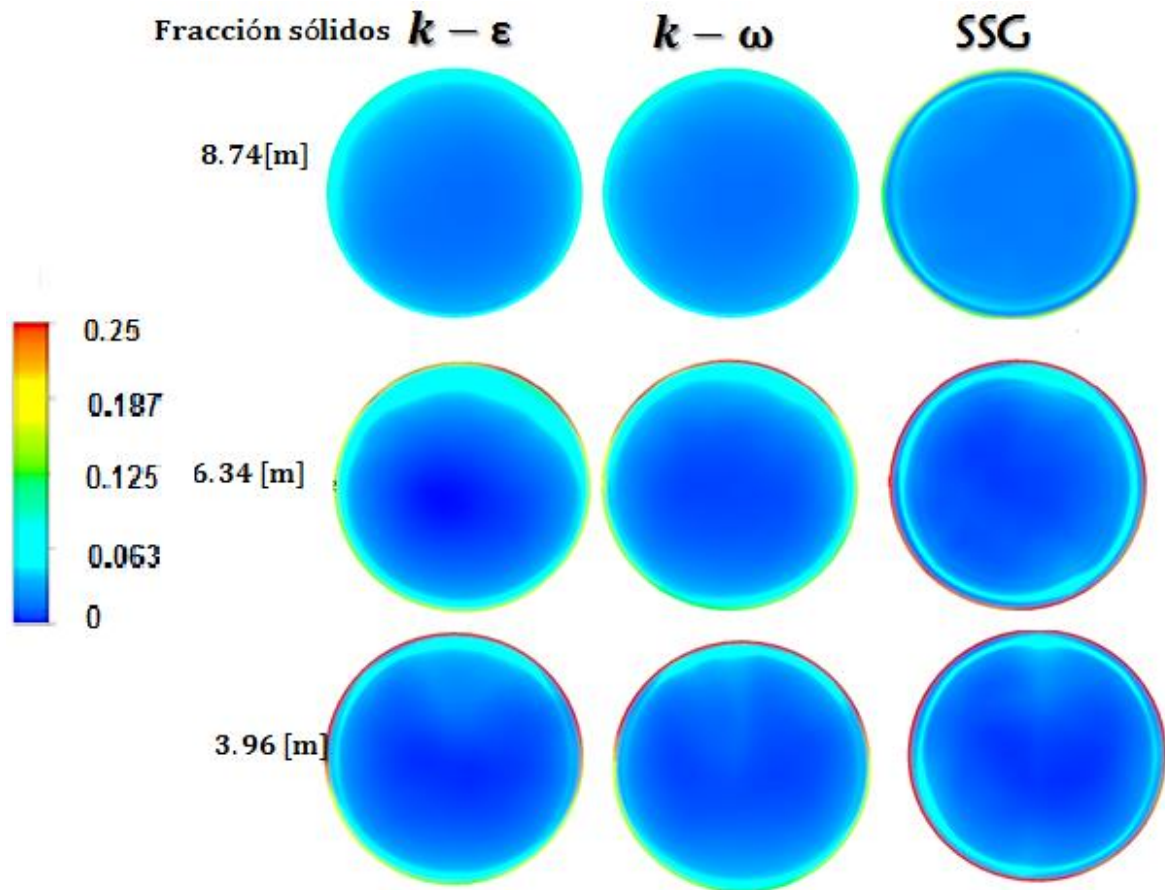 Fracción sólidos k – ε k – ω SSG
8.74[m]
0.25
0.187
0.125
0.063
0
6.34 [m]
3.96 [m]